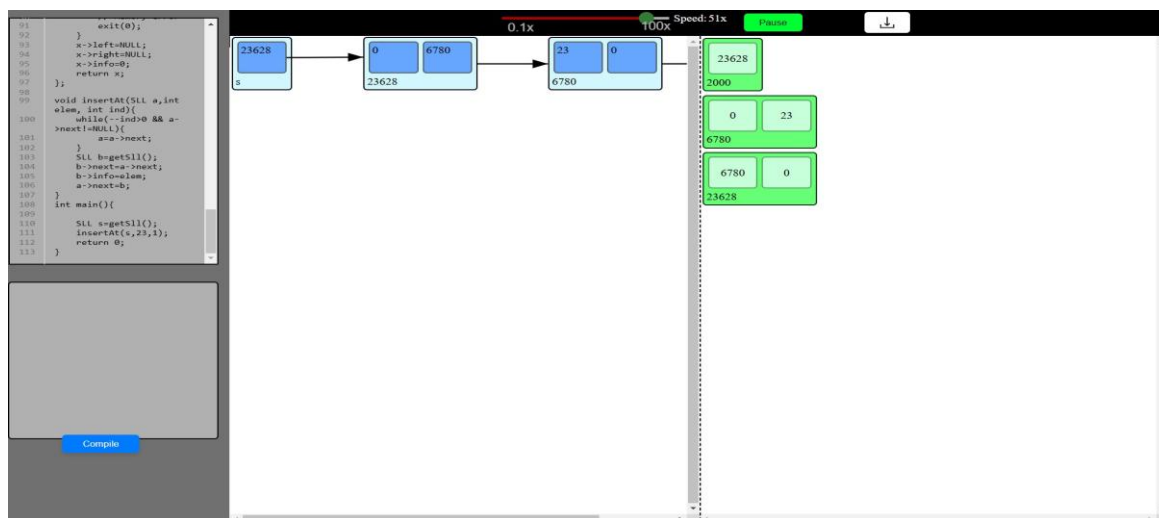 0.1x
100x
Speed: 51x
Pause
91
exit(0);
92 }
93 x->left=NULL;
94 x->right=NULL;
95 x->info=0;
96 return x;
97 };
98
99 void insertAt(SLL a,int
elem, int ind){
100 while(--ind>0 && a-
>next!=NULL){
101 a=a->next;
102 }
103 SLL b=getSll();
104 b->next=a->next;
105 b->info=elem;
106 a->next=b;
107 }
108 int main(){
109
110 SLL s=getSll();
111 insertAt(s,23,1);
112 return 0;
113 }
Compile
23628
s
0 6780
23628
23 0
6780
23628
2000
0 23
6780
6780 0
23628